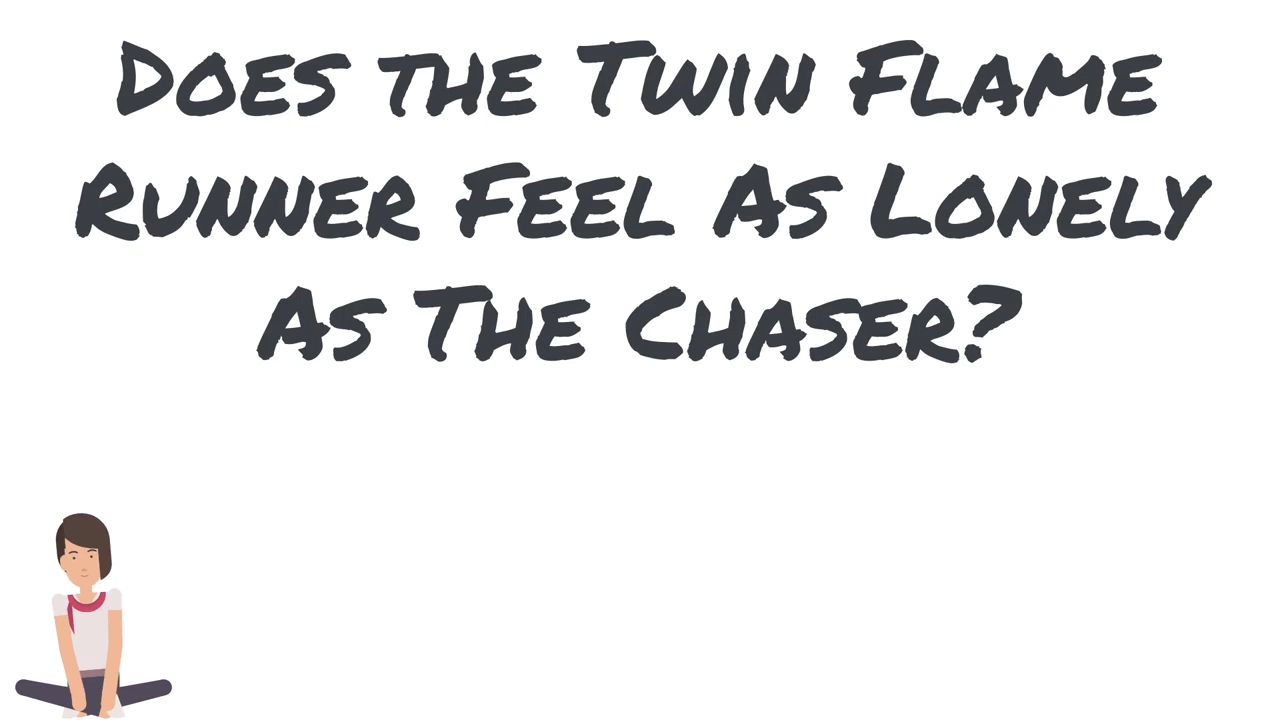 Does the Twin Flame
Runner Feel As Lonely
As The Chaser?